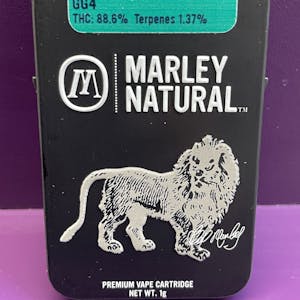 GG4
THC: 88.6% Terpenes 1.37%
M
MARLEY
NATURAL™
PREMIUM VAPE CARTRIDGE
NET WT. 1g